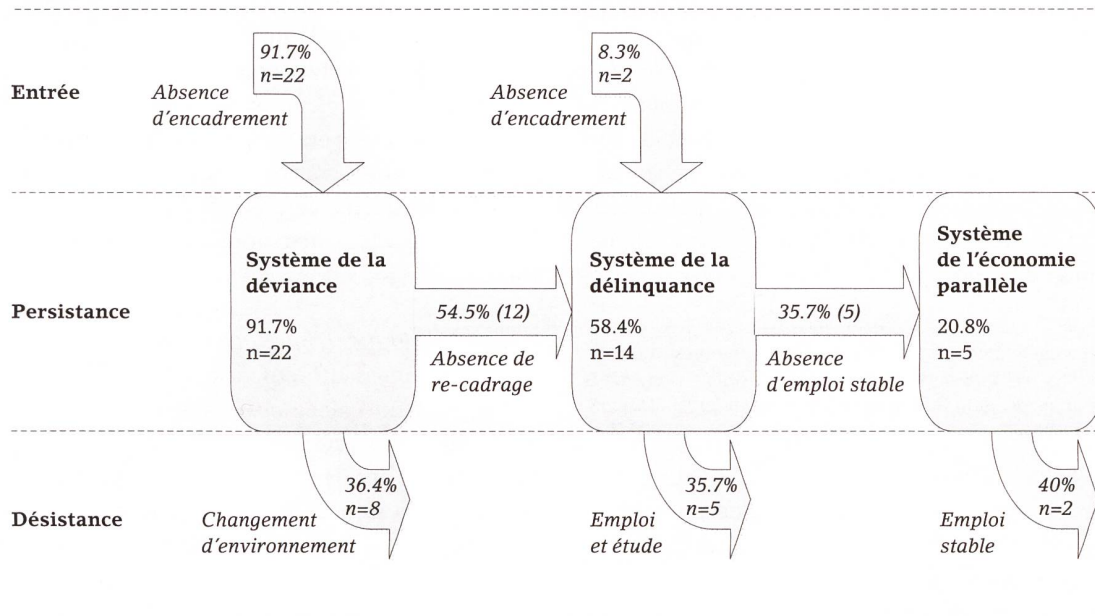 91.7%
n=22
8.3%
n=2
Entrée
Absence
d'encadrement
Absence
d'encadrement
Système de la
déviance
91.7%
n=22
54.5% (12)
Absence de
re-cadrage
Système de la
délinquance
58.4%
n=14
35.7% (5)
Absence
d'emploi stable
Système
de l'économie
parallèle
20.8%
n=5
Persistance
36.4%
n=8
35.7%
n=5
40%
n=2
Désistance
Changement
d'environnement
Emploi
et étude
Emploi
stable